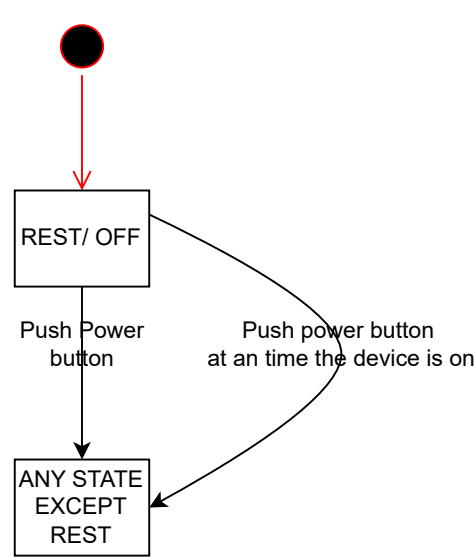 REST/ OFF
Push Power
button
Push power button
at an time the device is on
ANY STATE
EXCEPT
REST